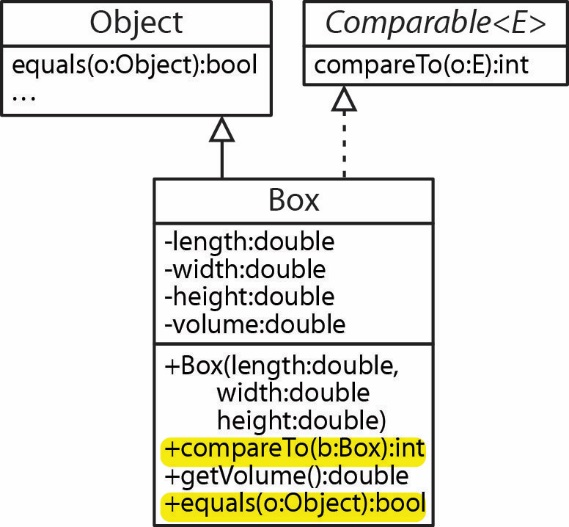 Object
equals(o:Object):bool
...
Comparable<E>
compareTo(o:E):int
Box
-length:double
-width:double
-height:double
-volume:double
+Box(length:double,
width:double
height:double)
+compareTo(b:Box):int
+getVolume():double
+equals(o:Object):bool